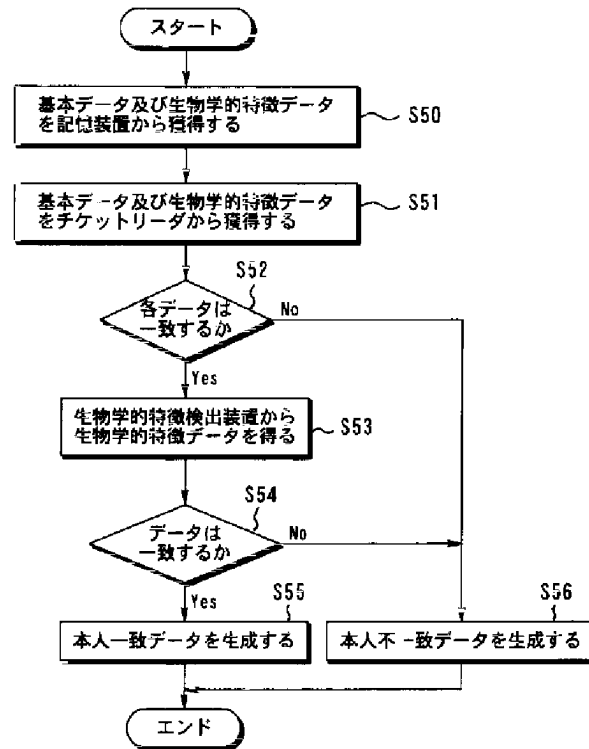 スタート
基本データ及び生物学的特徴データ
を記憶装置から獲得する
S50
基本データ及び生物学的特徴データ
をチケットリーダから獲得する
S51
S52
各データは
一致するか
No
Yes
生物学的特徴検出装置から
生物学的特徴データを得る
S53
S54
データは
一致するか
No
Yes
S55
本人一致データを生成する
S56
本人不一致データを生成する
エンド